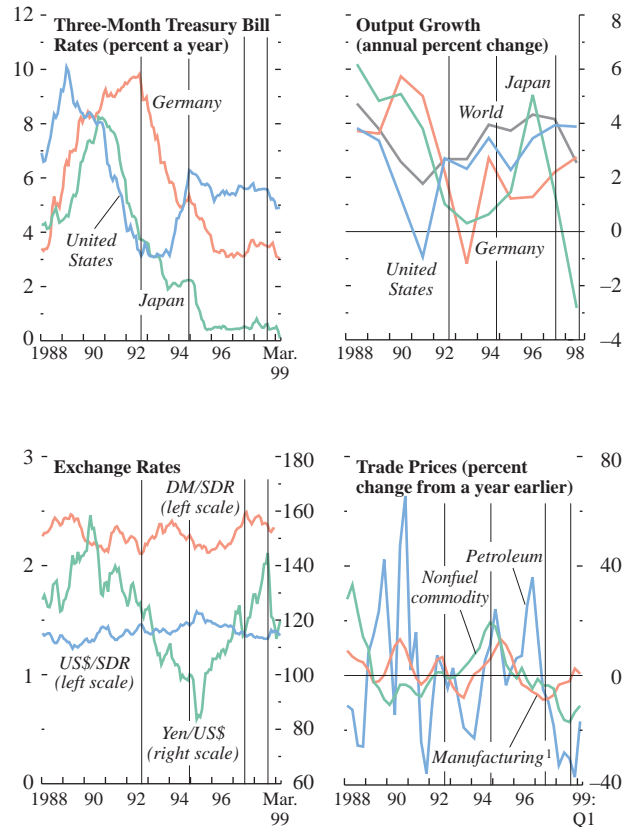 Three-Month Treasury Bill
Rates (percent a year)
12
10
8
6
4
2
0
Germany
United
States
Japan
1988 90 92 94 96 Mar.
99
Output Growth
(annual percent change)
8
6
4
2
0
−2
−4
Japan
World
United
States
Germany
1988 90 92 94 96 98
Exchange Rates
3
2
1
0
180
160
140
120
100
80
60
DM/SDR
(left scale)
US$/SDR
(left scale)
Yen/US$
(right scale)
1988 90 92 94 96 Mar.
99
Trade Prices (percent
change from a year earlier)
80
40
0
−40
Petroleum
Nonfuel
commodity
Manufacturing¹
1988 90 92 94 96 99:
Q1